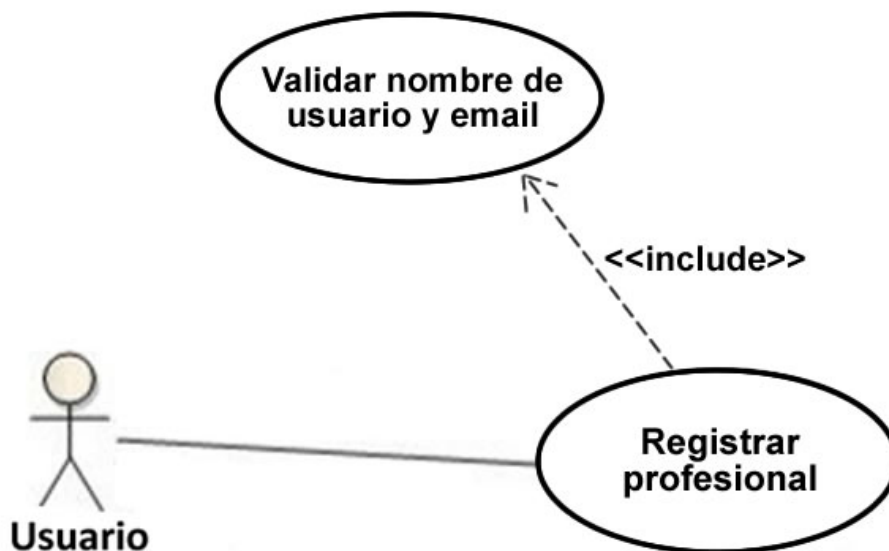 Validar nombre de
usuario y email
<<include>>
Registrar
profesional
Usuario